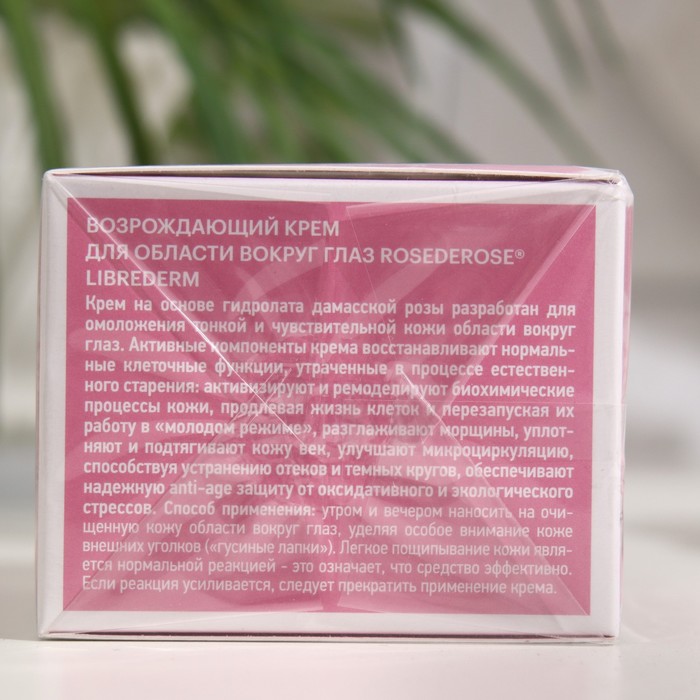 ВОЗРОЖДАЮЩИЙ КРЕМ
ДЛЯ ОБЛАСТИ ВОКРУГ ГЛАЗ ROSEDEROSE®
LIBREDERM
Крем на основе гидролата дамасской розы разработан для
омоложения тонкой и чувствительной кожи области вокруг
глаз. Активные компоненты крема восстанавливают нормаль-
ные клеточные функции, утраченные в процессе естествен-
ного старения: активизируют и ремоделируют биохимические
процессы кожи, продлевая жизнь клеток и перезапуская их
работу в «молодом режиме», разглаживают морщины, уплот-
няют и подтягивают кожу век, улучшают микроциркуляцию,
способствуя устранению отеков и темных кругов, обеспечивают
надежную anti-age защиту от оксидативного и экологического
стрессов. Способ применения: утром и вечером наносить на очи-
щенную кожу области вокруг глаз, уделяя особое внимание коже
внешних уголков («гусиные лапки»). Легкое пощипывание кожи явля-
ется нормальной реакцией - это означает, что средство эффективно.
Если реакция усиливается, следует прекратить применение крема.